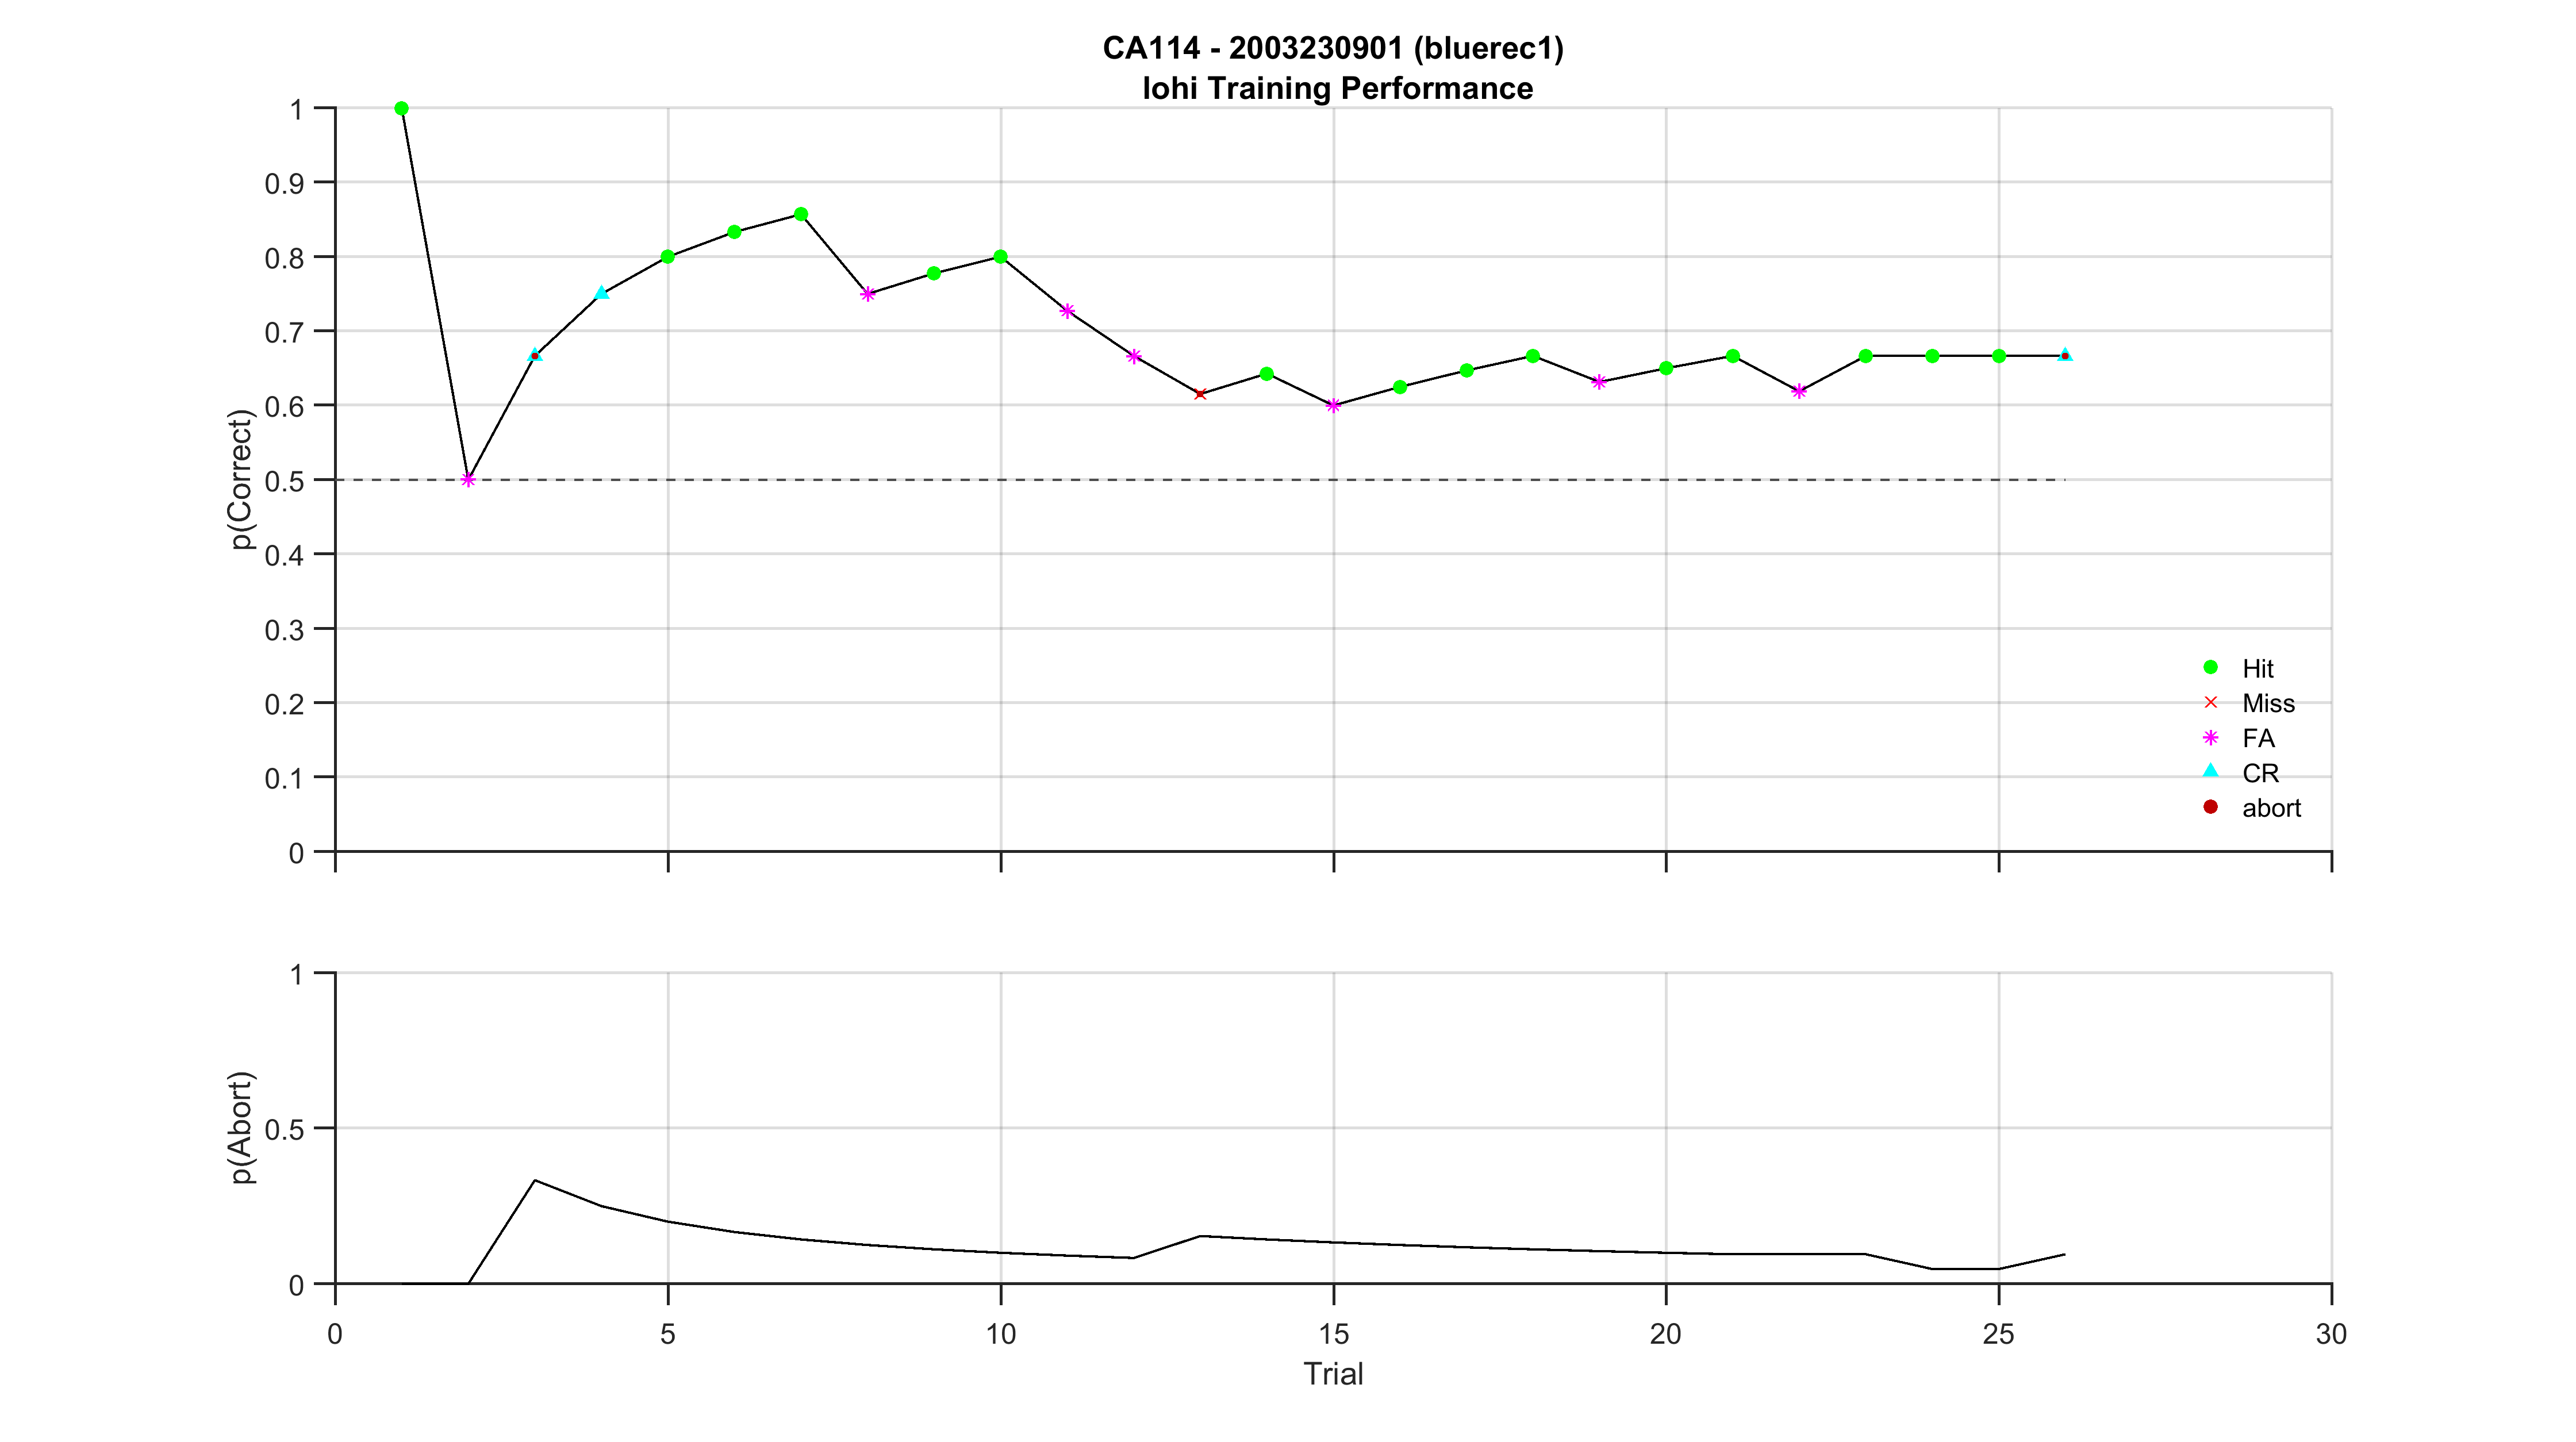 CA114 - 2003230901 (bluerec1)
lohi Training Performance
1
0.9
0.8
0.7
0.6
0.5
0.4
0.3
0.2
0.1
0
p(Correct)
Hit
Miss
FA
CR
abort
1
0.5
0
p(Abort)
0 5 10 15 20 25 30
Trial